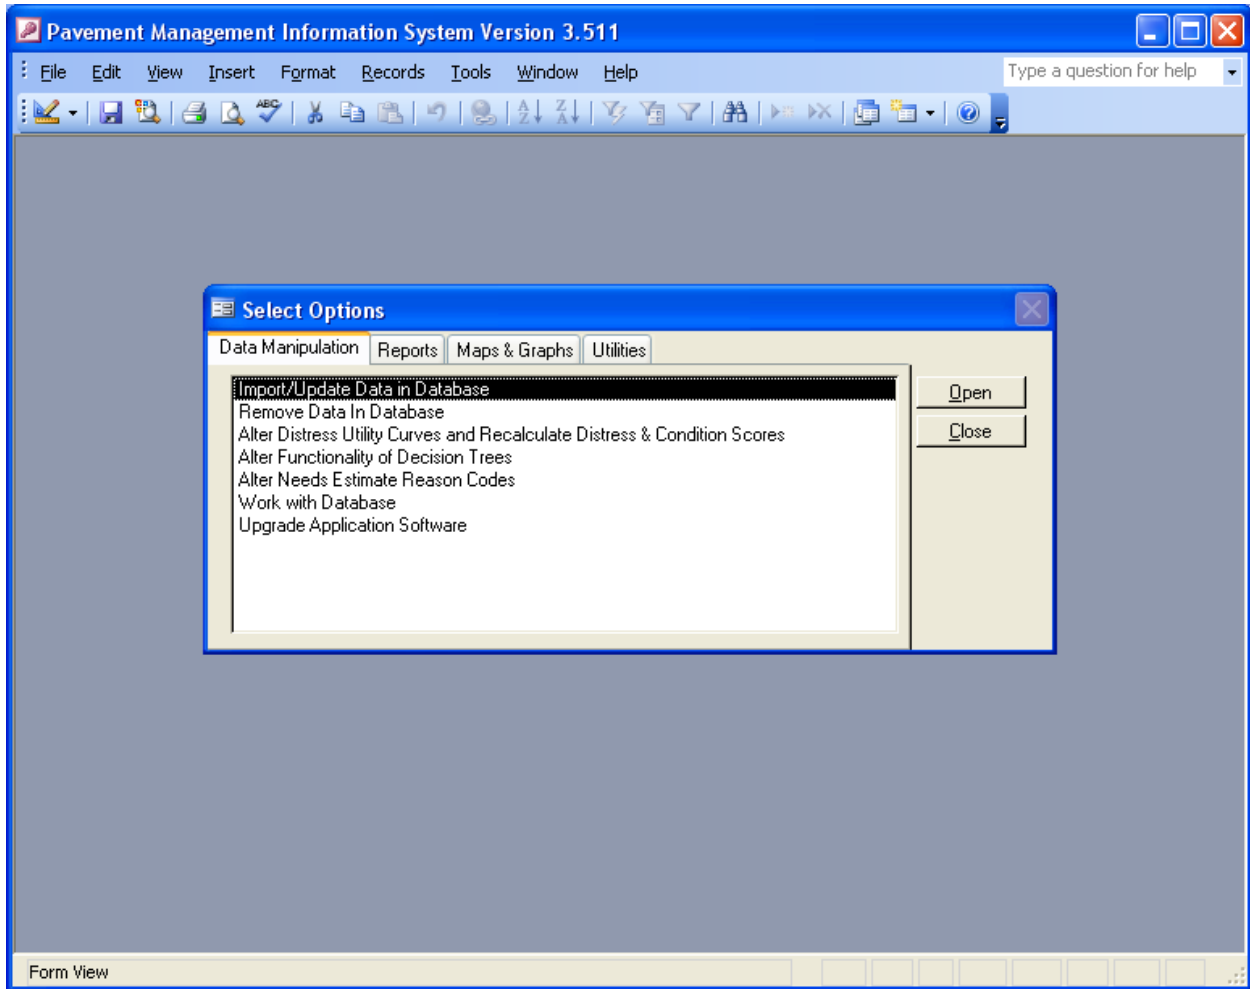 Pavement Management Information System Version 3.511
File Edit View Insert Format Records Tools Window Help Type a question for help
ABC
Select Options
Data Manipulation Reports Maps & Graphs Utilities
Import/Update Data in Database
Open
Remove Data In Database
Alter Distress Utility Curves and Recalculate Distress & Condition Scores
Close
Alter Functionality of Decision Trees
Alter Needs Estimate Reason Codes
Work with Database
Upgrade Application Software
Form View